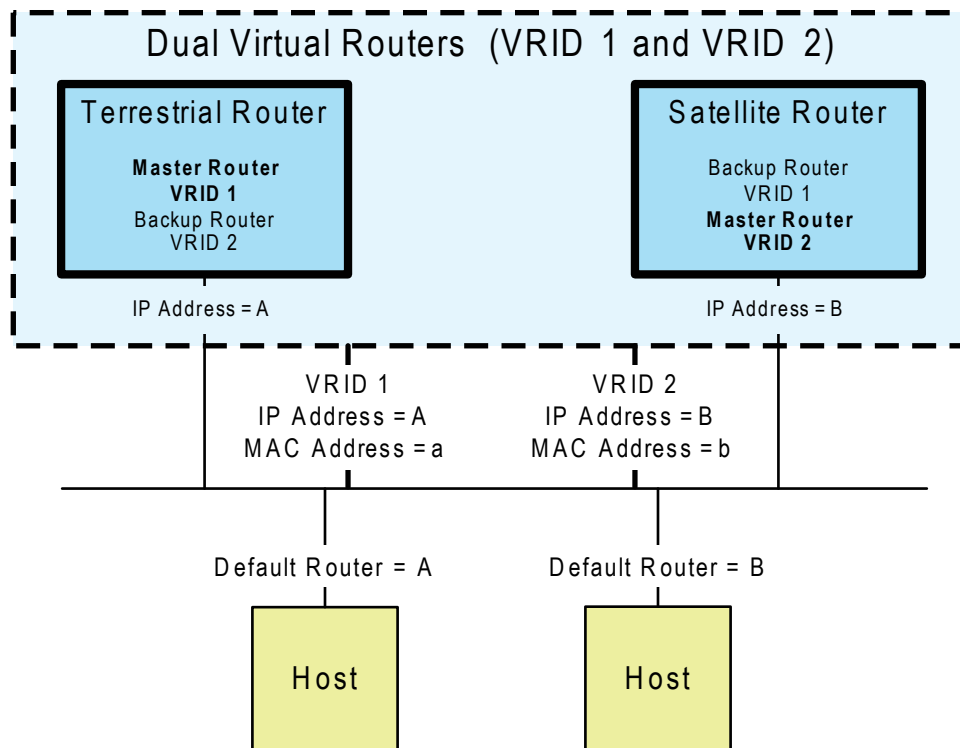 Dual Virtual Routers (VRID 1 and VRID 2)
Terrestrial Router
Master Router
VRID 1
Backup Router
VRID 2
IP Address = A
Satellite Router
Backup Router
VRID 1
Master Router
VRID 2
IP Address = B
VRID 1
IP Address = A
MAC Address = a
VRID 2
IP Address = B
MAC Address = b
Default Router = A
Default Router = B
Host
Host